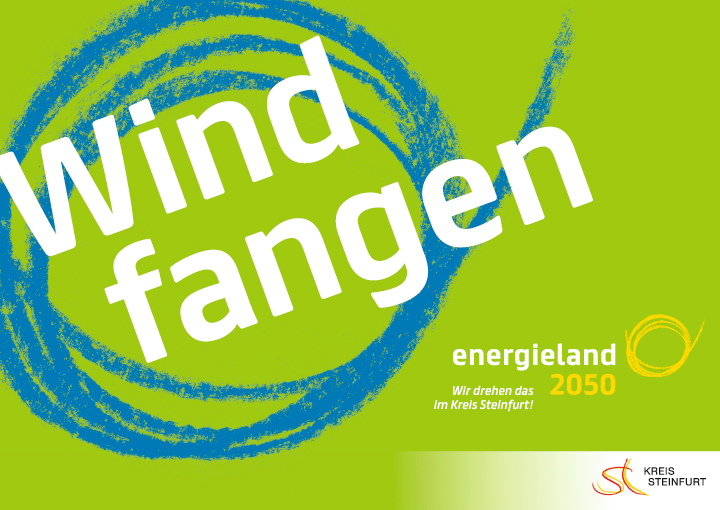 Wind
fangen
energieland
2050
Wir drehen das
im Kreis Steinfurt!
KREIS
STEINFURT